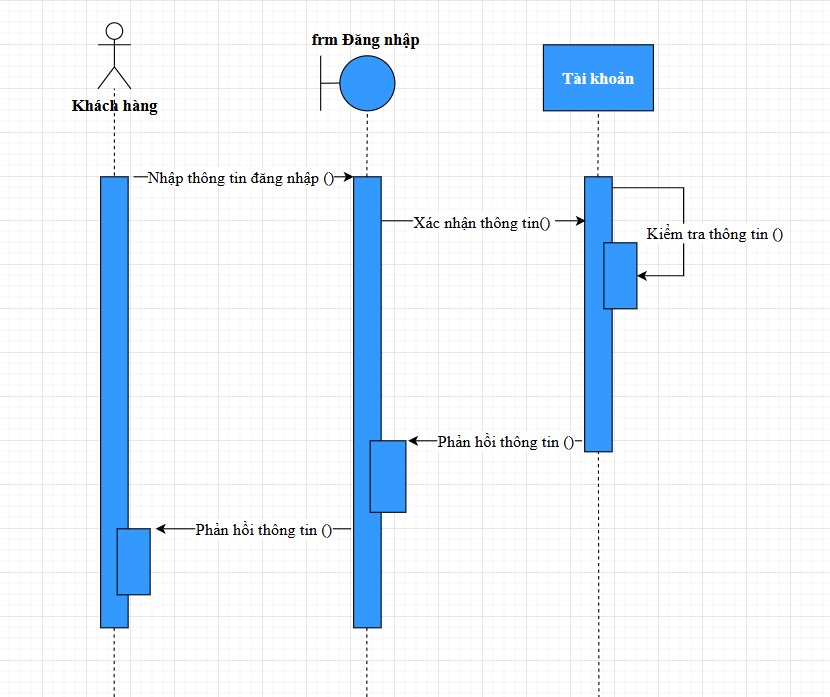 frm Đăng nhập
Tài khoản
Khách hàng
Nhập thông tin đăng nhập ()
Xác nhận thông tin()
Kiểm tra thông tin ()
Phản hồi thông tin ()
Phản hồi thông tin ()